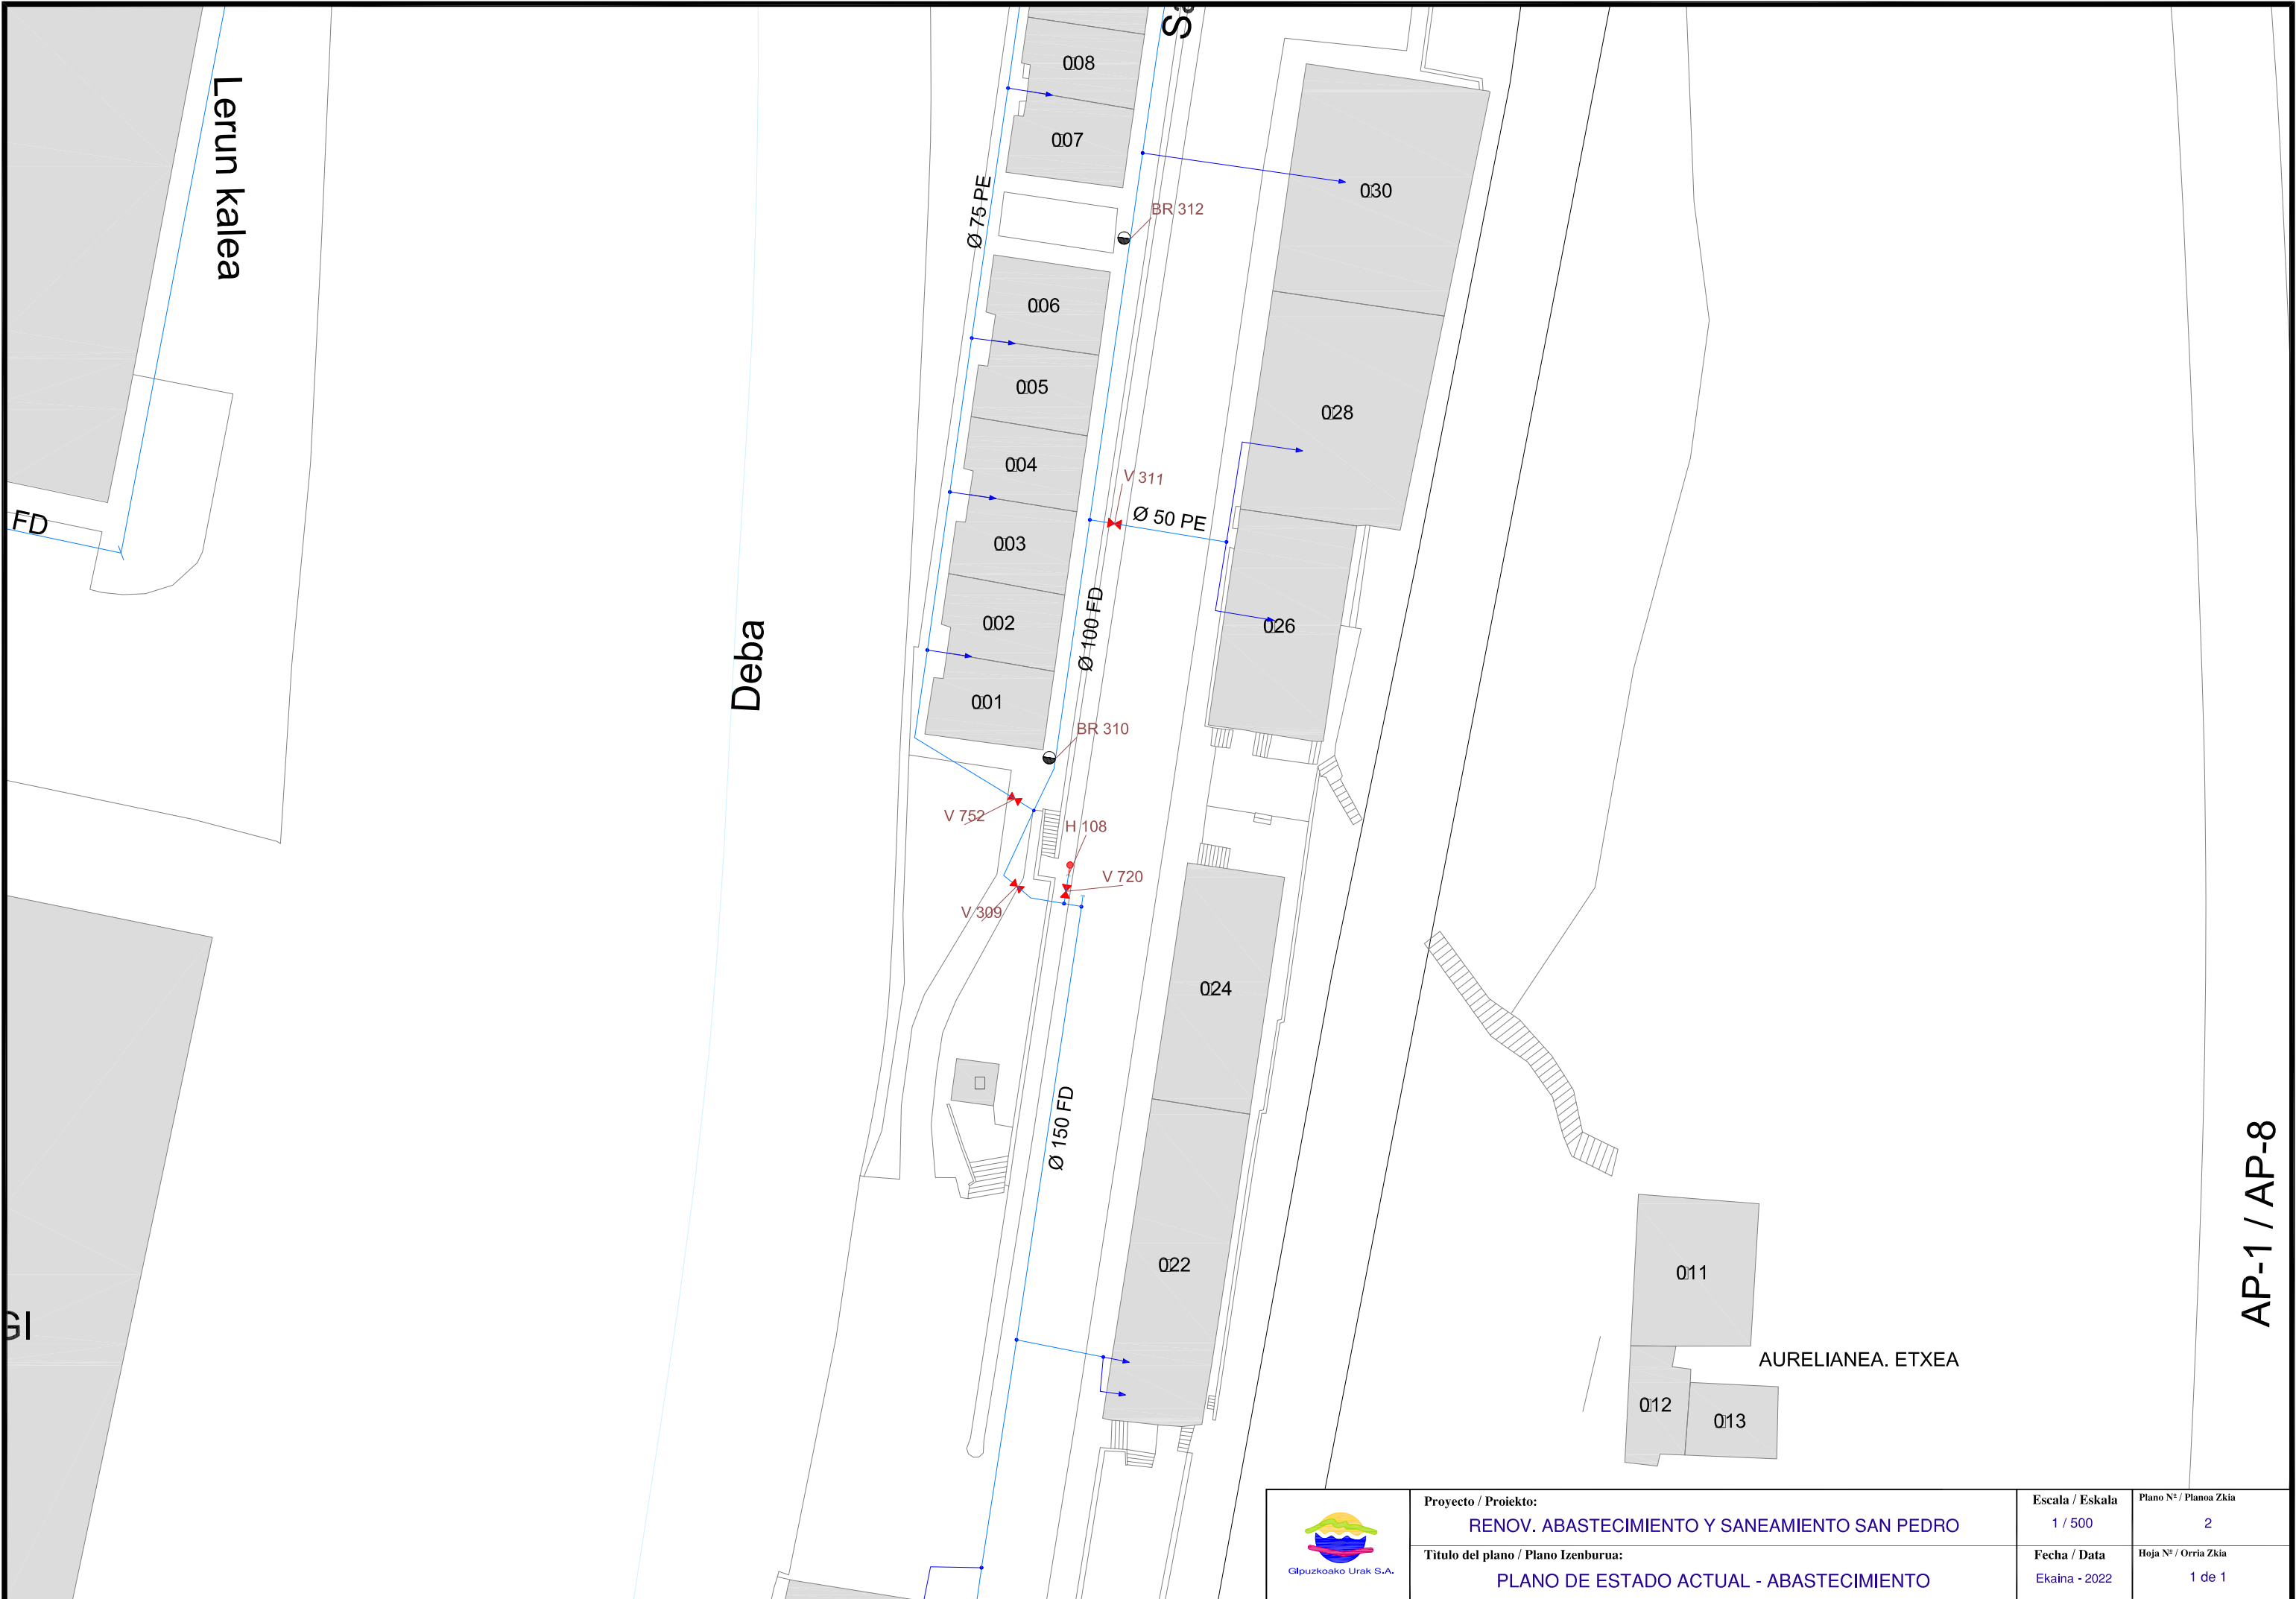 Lerun kalea
008
007
Ø 75 PE
BR 312
030
006
005
028
004
V 311
Ø 50 PE
FD
003
002
Ø 100 FD
026
Deba
001
BR 310
V 752
H 108
V 720
V 309
024
Ø 150 FD
022
011
AP-1 / AP-8
GI
AURELIANEA. ETXEA
012
013
Proyecto / Proiekto:
RENOV. ABASTECIMIENTO Y SANEAMIENTO SAN PEDRO
Escala / Eskala
1 / 500
Plano Nº / Planoa Zkia
2
Gipuzkoako Urak S.A.
Titulo del plano / Plano Izenburua:
PLANO DE ESTADO ACTUAL - ABASTECIMIENTO
Fecha / Data
Ekaina - 2022
Hoja Nº / Orria Zkia
1 de 1